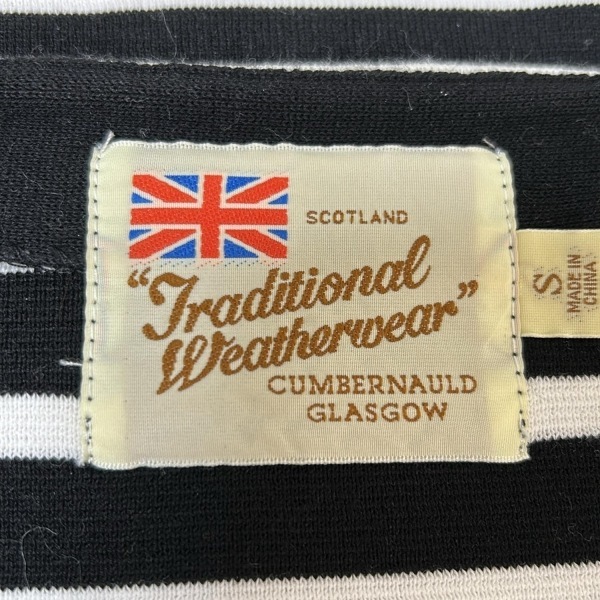 SCOTLAND
"Traditional
Weatherwear"
CUMBERNAULD
GLASGOW
S
MADE IN
CHINA